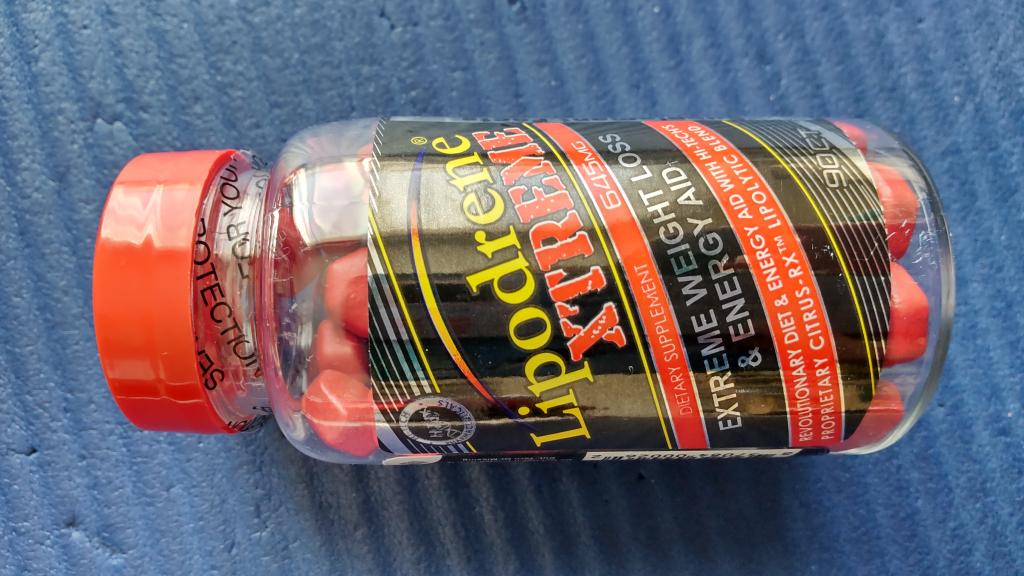 SE
PROTECTION
FOR YOUR
Lipodrene®
XTREME
DIETARY SUPPLEMENT
645MG
EXTREME WEIGHT LOSS
& ENERGY AID‡
REVOLUTIONARY DIET & ENERGY AID WITH HI-TECH'S
PROPRIETARY CITRUS-RX™ LIPOLYTIC BLEND
90CT